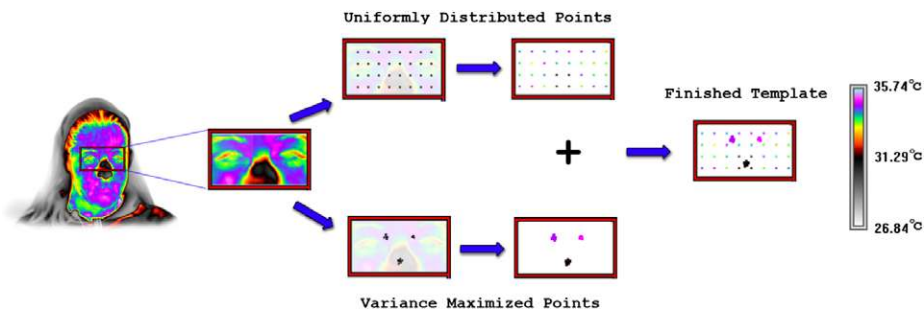 Uniformly Distributed Points
Finished Template
35.74°C
31.29°C
26.84°C
+
Variance Maximized Points